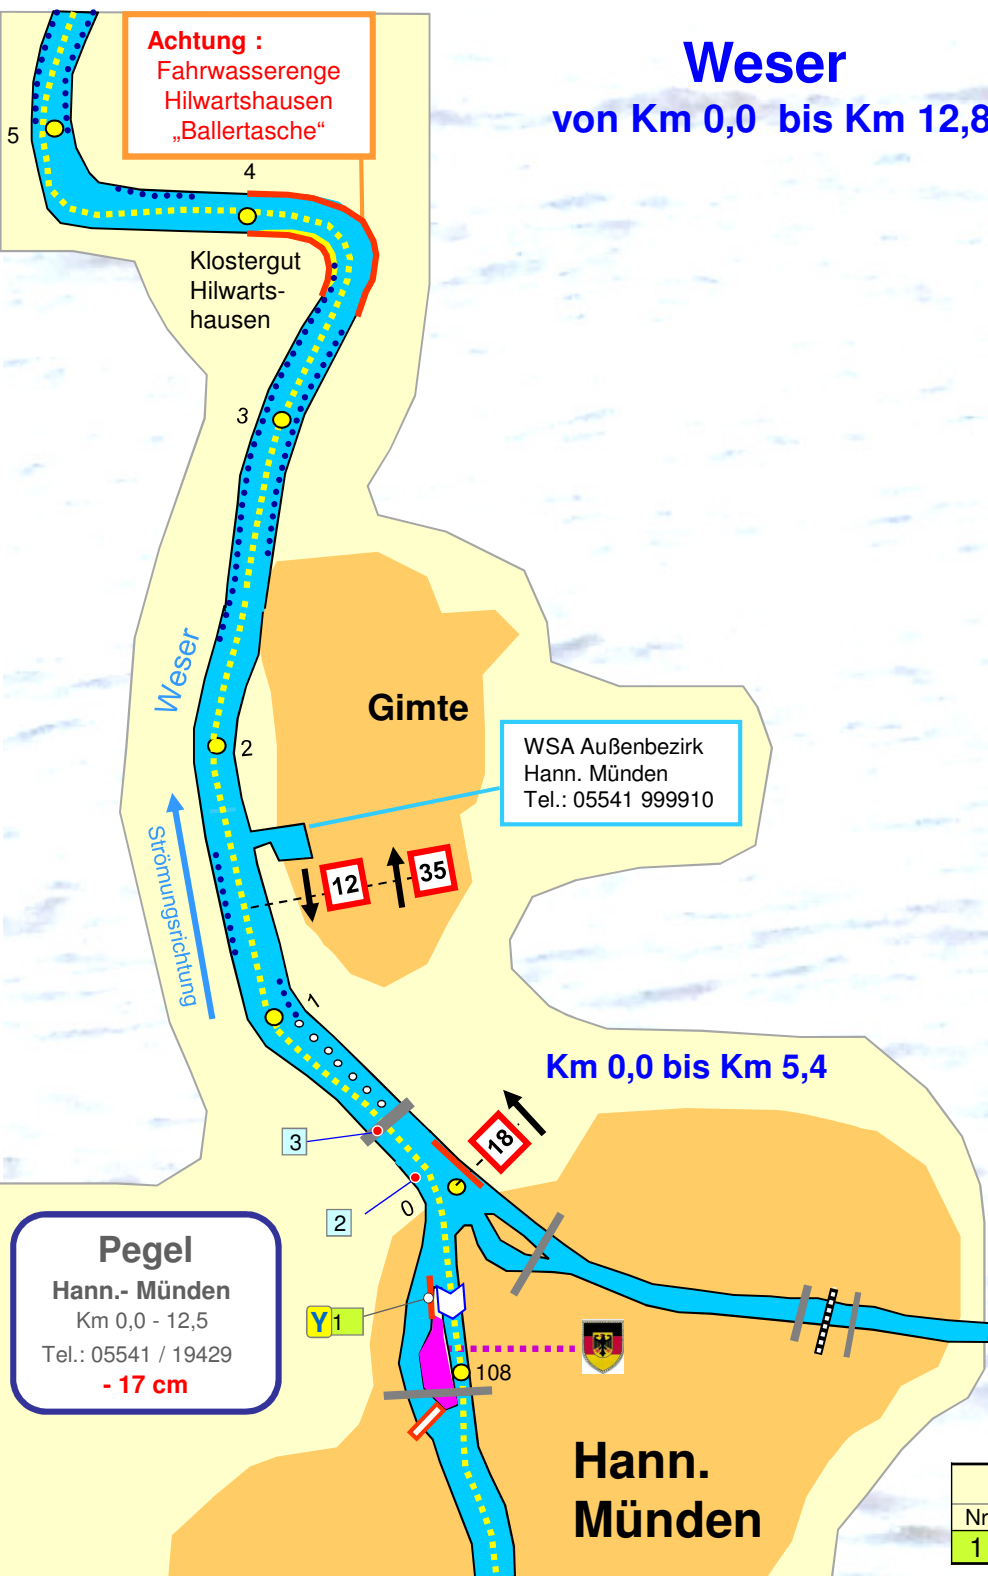 Weser
von Km 0,0 bis Km 12,8
Achtung :
Fahrwasserenge
Hilwartshausen
„Ballertasche“
5
4
Klostergut
Hilwarts-
hausen
3
Weser
Gimte
2
WSA Außenbezirk
Hann. Münden
Tel.: 05541 999910
Strömungsrichtung
12
35
1
Km 0,0 bis Km 5,4
18
3
2
0
Pegel
Hann.- Münden
Km 0,0 - 12,5
Tel.: 05541 / 19429
- 17 cm
Y 1
108
Hann.
Münden
Nr
1